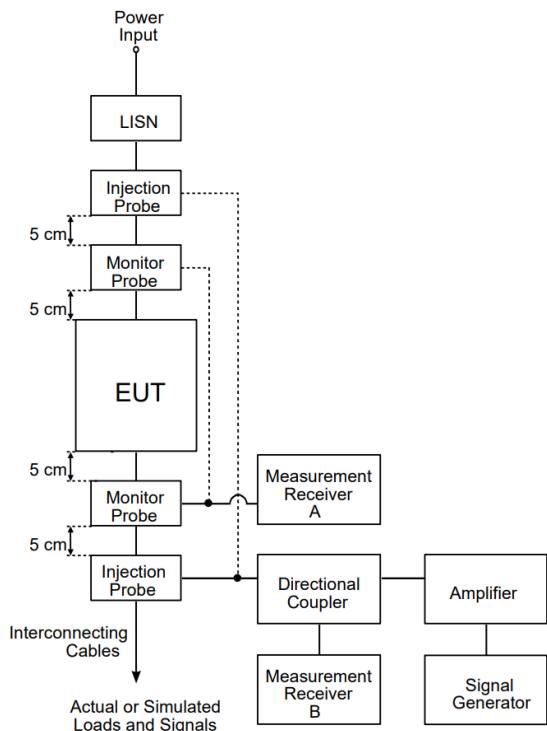 Power
Input
LISN
Injection
Probe
5 cm
Monitor
Probe
5 cm
EUT
5 cm
Monitor
Probe
Measurement
Receiver
A
5 cm
Injection
Probe
Directional
Coupler
Amplifier
Interconnecting
Cables
Measurement
Receiver
B
Signal
Generator
Actual or Simulated
Loads and Signals